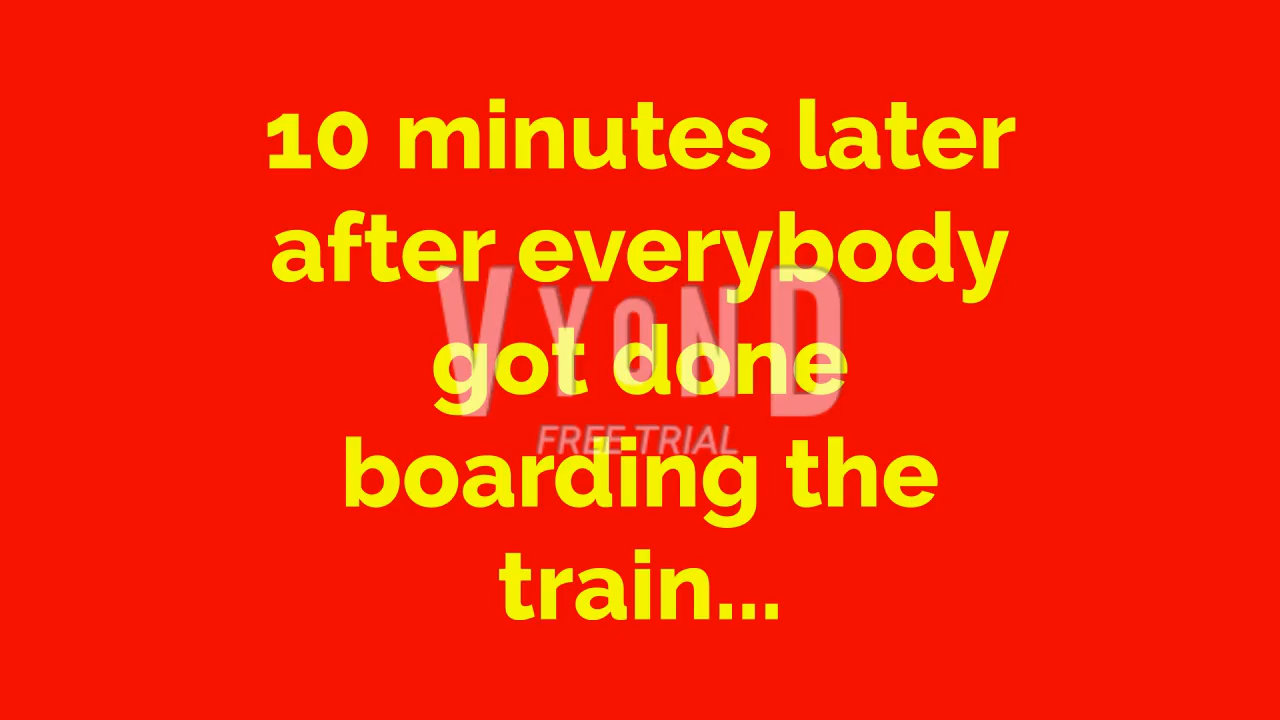 10 minutes later
after everybody
got done
boarding the
train...
VYOND
FREE TRIAL